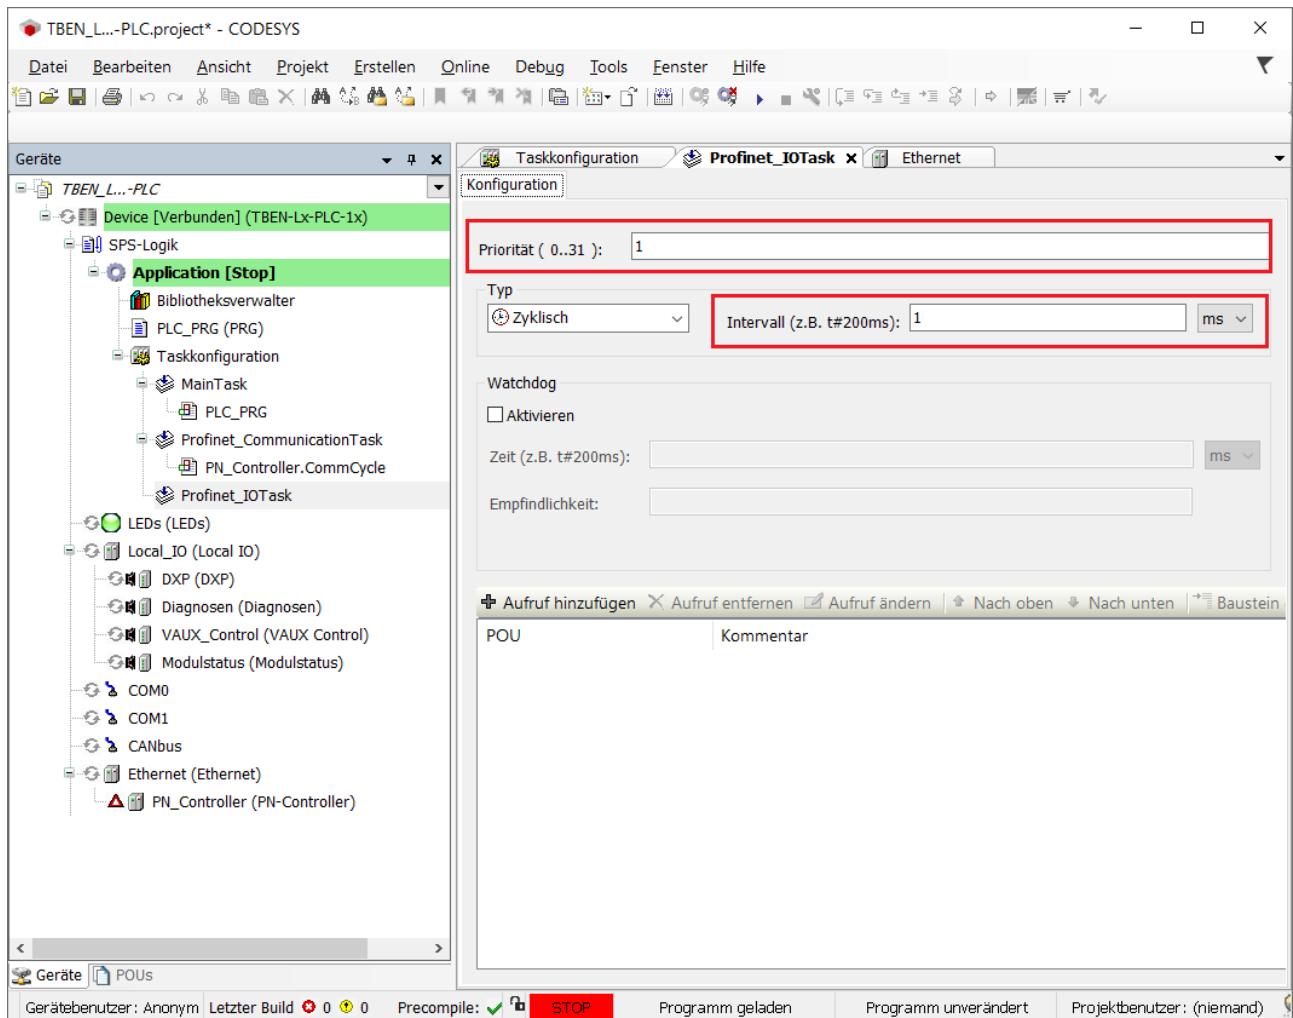 TBEN_L...-PLC.project* - CODESYS
Datei Bearbeiten Ansicht Projekt Erstellen Online Debug Tools Fenster Hilfe
Geräte
TBEN_L...-PLC
Device [Verbunden] (TBEN-Lx-PLC-1x)
SPS-Logik
Application [Stop]
Bibliotheksverwalter
PLC_PRG (PRG)
Taskkonfiguration
MainTask
PLC_PRG
Profinet_CommunicationTask
PN_Controller.CommCycle
Profinet_IOTask
LEDs (LEDs)
Local_IO (Local IO)
DXP (DXP)
Diagnosen (Diagnosen)
VAUX_Control (VAUX Control)
Modulstatus (Modulstatus)
COM0
COM1
CANbus
Ethernet (Ethernet)
PN_Controller (PN-Controller)
Geräte POUs
Taskkonfiguration Profinet_IOTask Ethernet
Konfiguration
Priorität ( 0..31 ): 1
Typ
Zyklisch Intervall (z.B. t#200ms): 1 ms
Watchdog
Aktivieren
Zeit (z.B. t#200ms): ms
Empfindlichkeit:
Aufruf hinzufügen Aufruf entfernen Aufruf ändern Nach oben Nach unten Baustein
POU Kommentar
Gerätebenutzer: Anonym Letzter Build 0 0 Precompile: STOP Programm geladen Programm unverändert Projektbenutzer: (niemand)